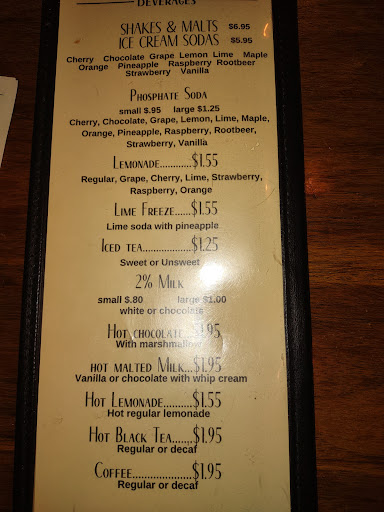 BEVERAGES
SHAKES & MALTS $6.95
ICE CREAM SODAS $5.95
Cherry Chocolate Grape Lemon Lime Maple
Orange Pineapple Raspberry Rootbeer
Strawberry Vanilla
PHOSPHATE SODA
small $.95 large $1.25
Cherry, Chocolate, Grape, Lemon, Lime, Maple,
Orange, Pineapple, Raspberry, Rootbeer,
Strawberry, Vanilla
LEMONADE............$1.55
Regular, Grape, Cherry, Lime, Strawberry,
Raspberry, Orange
LIME FREEZE......$1.55
Lime soda with pineapple
ICED TEA..................$1.25
Sweet or Unsweet
2% MILK
small $.80 large $1.00
white or chocolate
HOT CHOCOLATE...$1.95
With marshmallow
HOT MALTED MILK...$1.95
Vanilla or chocolate with whip cream
HOT LEMONADE...........$1.55
Hot regular lemonade
HOT BLACK TEA.......$1.95
Regular or decaf
COFFEE...............$1.95
Regular or decaf